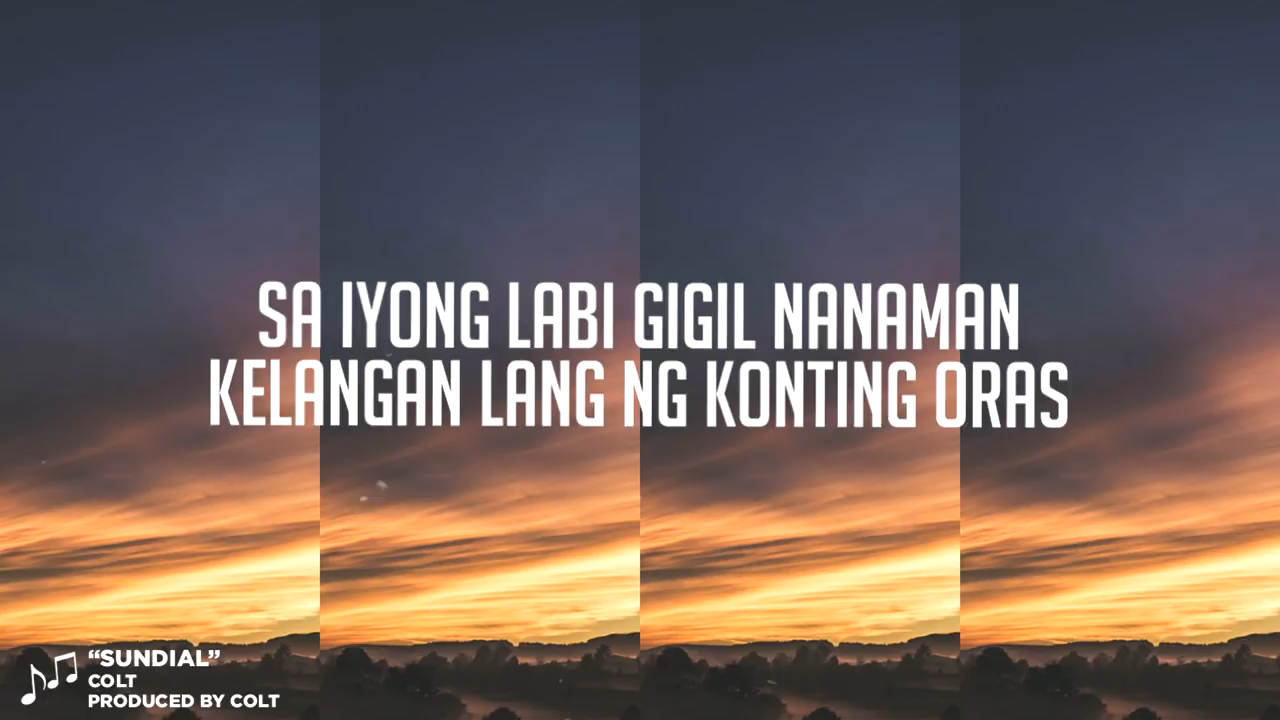 SA IYONG LABI GIGIL NANAMAN
KELANGAN LANG NG KONTING ORAS
“SUNDIAL”
COLT
PRODUCED BY COLT